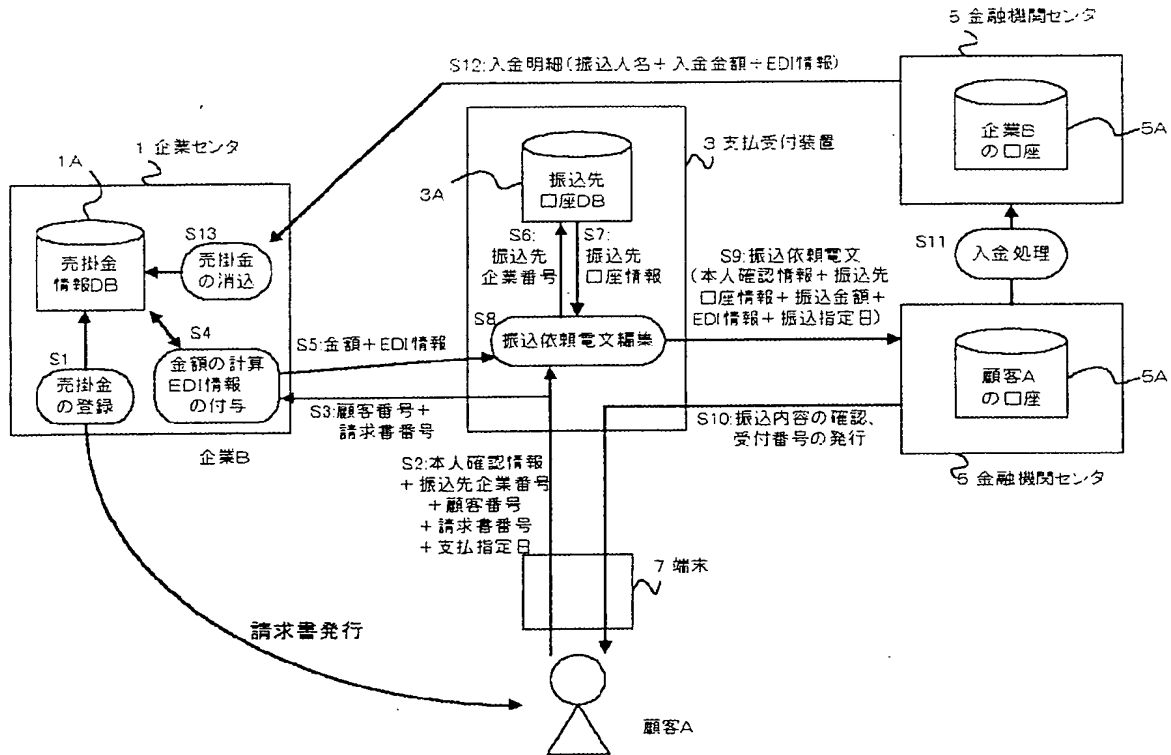 5 金融機関センタ
S12:入金明細(振込人名+入金金額+EDI情報)
企業B
の口座
5A
3 支払受付装置
1 企業センタ
1A
振込先
口座DB
3A
S13
売掛金
の消込
売掛金
情報DB
S6:
振込先
企業番号
S7:
振込先
口座情報
S9:振込依頼電文
(本人確認情報+振込先
口座情報+振込金額+
EDI情報+振込指定日)
S11
入金処理
S8
振込依頼電文編集
S4
金額の計算
EDI情報
の付与
S5:金額+EDI情報
S1
売掛金
の登録
S3:顧客番号+
請求書番号
顧客A
の口座
5A
S10:振込内容の確認、
受付番号の発行
企業B
S2:本人確認情報
+振込先企業番号
+顧客番号
+請求書番号
+支払指定日
5 金融機関センタ
7 端末
請求書発行
顧客A